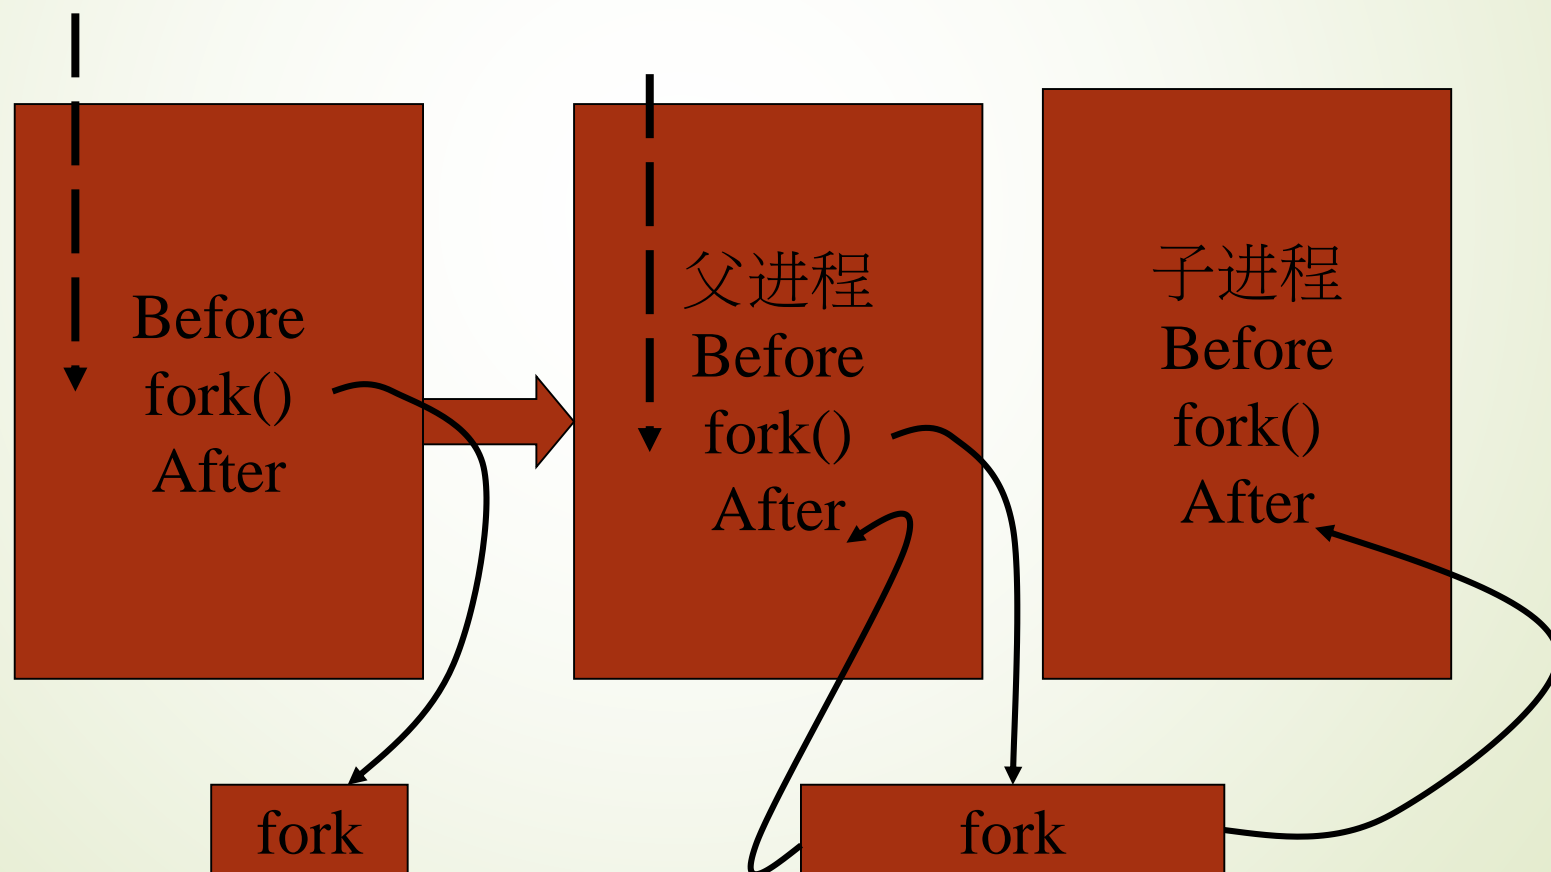 Before
fork()
After
父进程
Before
fork()
After
子进程
Before
fork()
After
fork
fork